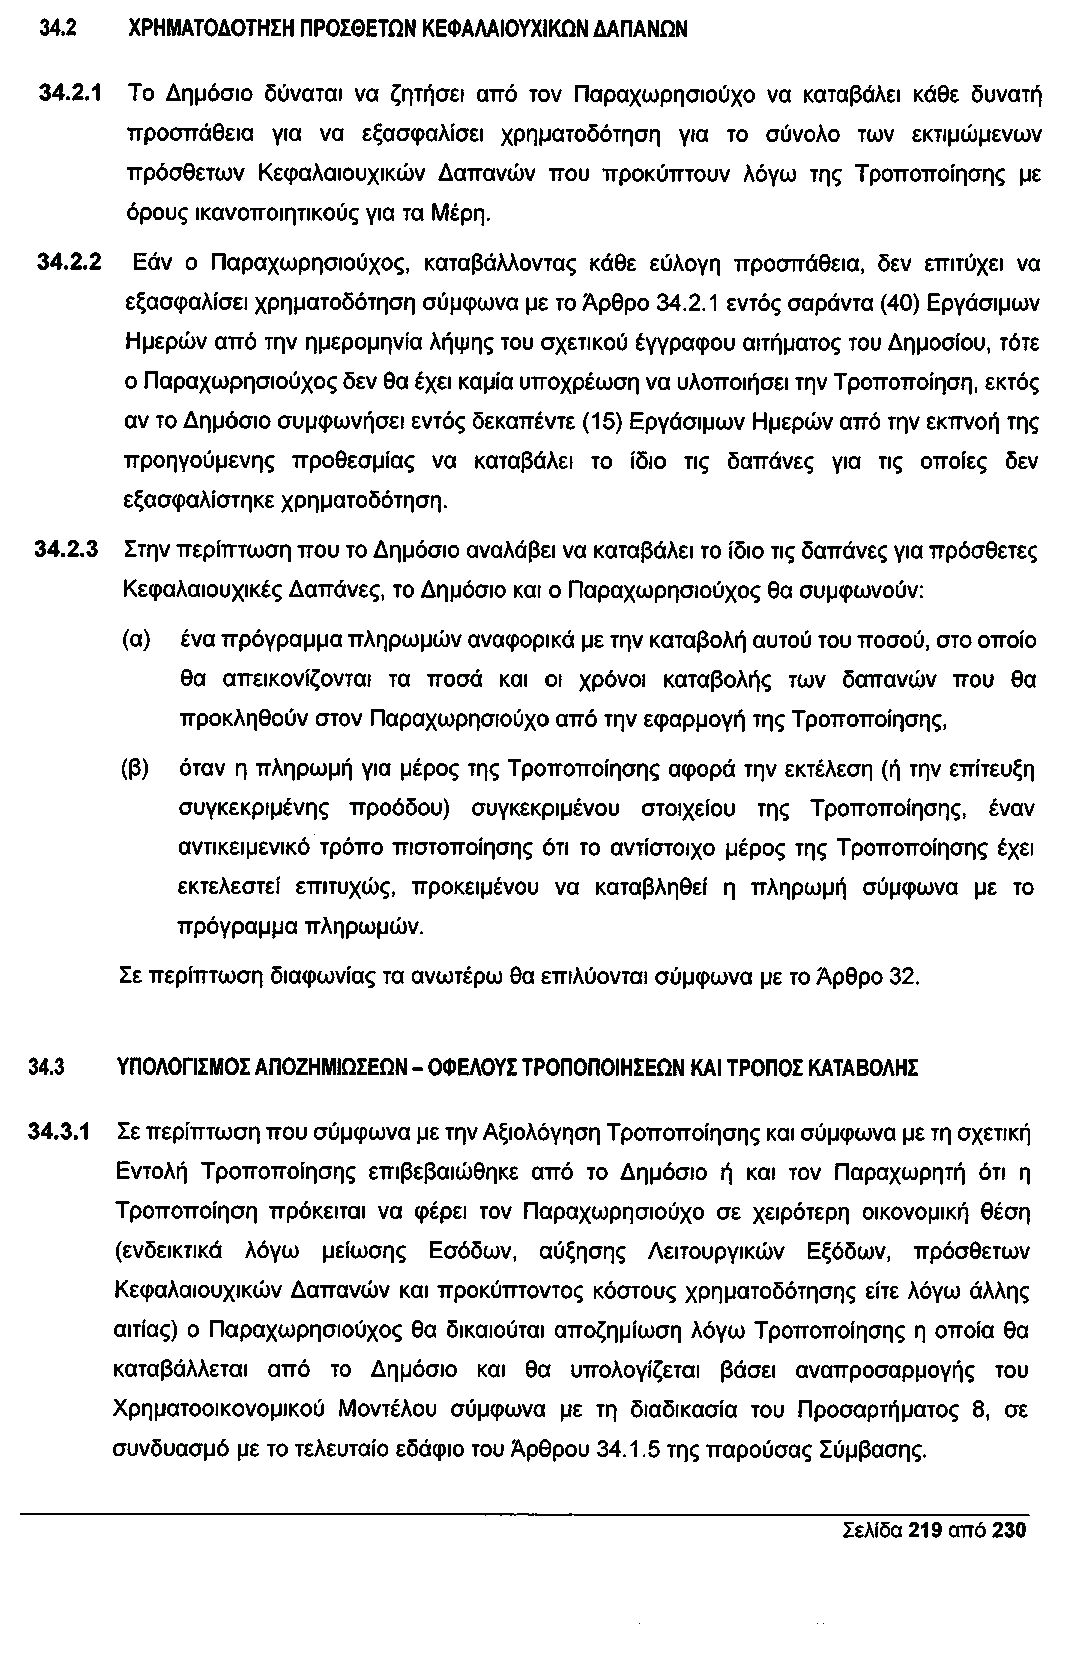 34.2 ΧΡΗΜΑΤΟΔΟΤΗΣΗ ΠΡΟΣΘΕΤΩΝ ΚΕΦΑΛΑΙΟΥΧΙΚΩΝ ΔΑΠΑΝΩΝ
34.2.1 Το Δημόσιο δύναται να ζητήσει από τον Παραχωρησιούχο να καταβάλει κάθε δυνατή
προσπάθεια για να εξασφαλίσει χρηματοδότηση για το σύνολο των εκτιμώμενων
πρόσθετων Κεφαλαιουχικών Δαπανών που προκύπτουν λόγω της Τροποποίησης με
όρους ικανοποιητικούς για τα Μέρη.
34.2.2 Εάν ο Παραχωρησιούχος, καταβάλλοντας κάθε εύλογη προσπάθεια, δεν επιτύχει να
εξασφαλίσει χρηματοδότηση σύμφωνα με το Άρθρο 34.2.1 εντός σαράντα (40) Εργάσιμων
Ημερών από την ημερομηνία λήψης του σχετικού έγγραφου αιτήματος του Δημοσίου, τότε
ο Παραχωρησιούχος δεν θα έχει καμία υποχρέωση να υλοποιήσει την Τροποποίηση, εκτός
αν το Δημόσιο συμφωνήσει εντός δεκαπέντε (15) Εργάσιμων Ημερών από την εκπνοή της
προηγούμενης προθεσμίας να καταβάλει το ίδιο τις δαπάνες για τις οποίες δεν
εξασφαλίστηκε χρηματοδότηση.
34.2.3 Στην περίπτωση που το Δημόσιο αναλάβει να καταβάλει το ίδιο τις δαπάνες για πρόσθετες
Κεφαλαιουχικές Δαπάνες, το Δημόσιο και ο Παραχωρησιούχος θα συμφωνούν:
(α) ένα πρόγραμμα πληρωμών αναφορικά με την καταβολή αυτού του ποσού, στο οποίο
θα απεικονίζονται τα ποσά και οι χρόνοι καταβολής των δαπανών που θα
προκληθούν στον Παραχωρησιούχο από την εφαρμογή της Τροποποίησης,
(β) όταν η πληρωμή για μέρος της Τροποποίησης αφορά την εκτέλεση (ή την επίτευξη
συγκεκριμένης προόδου) συγκεκριμένου στοιχείου της Τροποποίησης, έναν
αντικειμενικό τρόπο πιστοποίησης ότι το αντίστοιχο μέρος της Τροποποίησης έχει
εκτελεστεί επιτυχώς, προκειμένου να καταβληθεί η πληρωμή σύμφωνα με το
πρόγραμμα πληρωμών.
Σε περίπτωση διαφωνίας τα ανωτέρω θα επιλύονται σύμφωνα με το Άρθρο 32.
34.3 ΥΠΟΛΟΓΙΣΜΟΣ ΑΠΟΖΗΜΙΩΣΕΩΝ – ΟΦΕΛΟΥΣ ΤΡΟΠΟΠΟΙΗΣΕΩΝ ΚΑΙ ΤΡΟΠΟΣ ΚΑΤΑΒΟΛΗΣ
34.3.1 Σε περίπτωση που σύμφωνα με την Αξιολόγηση Τροποποίησης και σύμφωνα με τη σχετική
Εντολή Τροποποίησης επιβεβαιώθηκε από το Δημόσιο ή και τον Παραχωρητή ότι η
Τροποποίηση πρόκειται να φέρει τον Παραχωρησιούχο σε χειρότερη οικονομική θέση
(ενδεικτικά λόγω μείωσης Εσόδων, αύξησης Λειτουργικών Εξόδων, πρόσθετων
Κεφαλαιουχικών Δαπανών και προκύπτοντος κόστους χρηματοδότησης είτε λόγω άλλης
αιτίας) ο Παραχωρησιούχος θα δικαιούται αποζημίωση λόγω Τροποποίησης η οποία θα
καταβάλλεται από το Δημόσιο και θα υπολογίζεται βάσει αναπροσαρμογής του
Χρηματοοικονομικού Μοντέλου σύμφωνα με τη διαδικασία του Προσαρτήματος 8, σε
συνδυασμό με το τελευταίο εδάφιο του Άρθρου 34.1.5 της παρούσας Σύμβασης.
Σελίδα 219 από 230